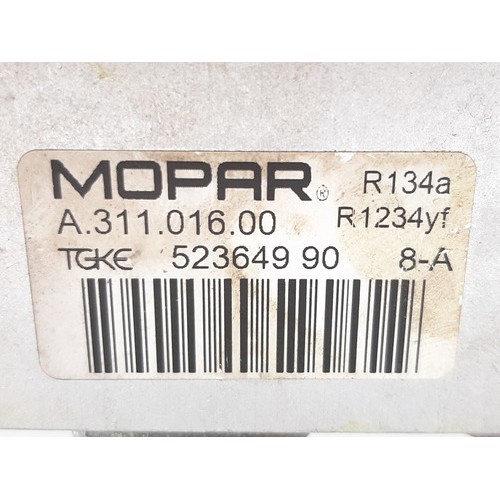 MOPAR® R134a
A.311.016.00 R1234yf
TGKE 523649 90 8-A